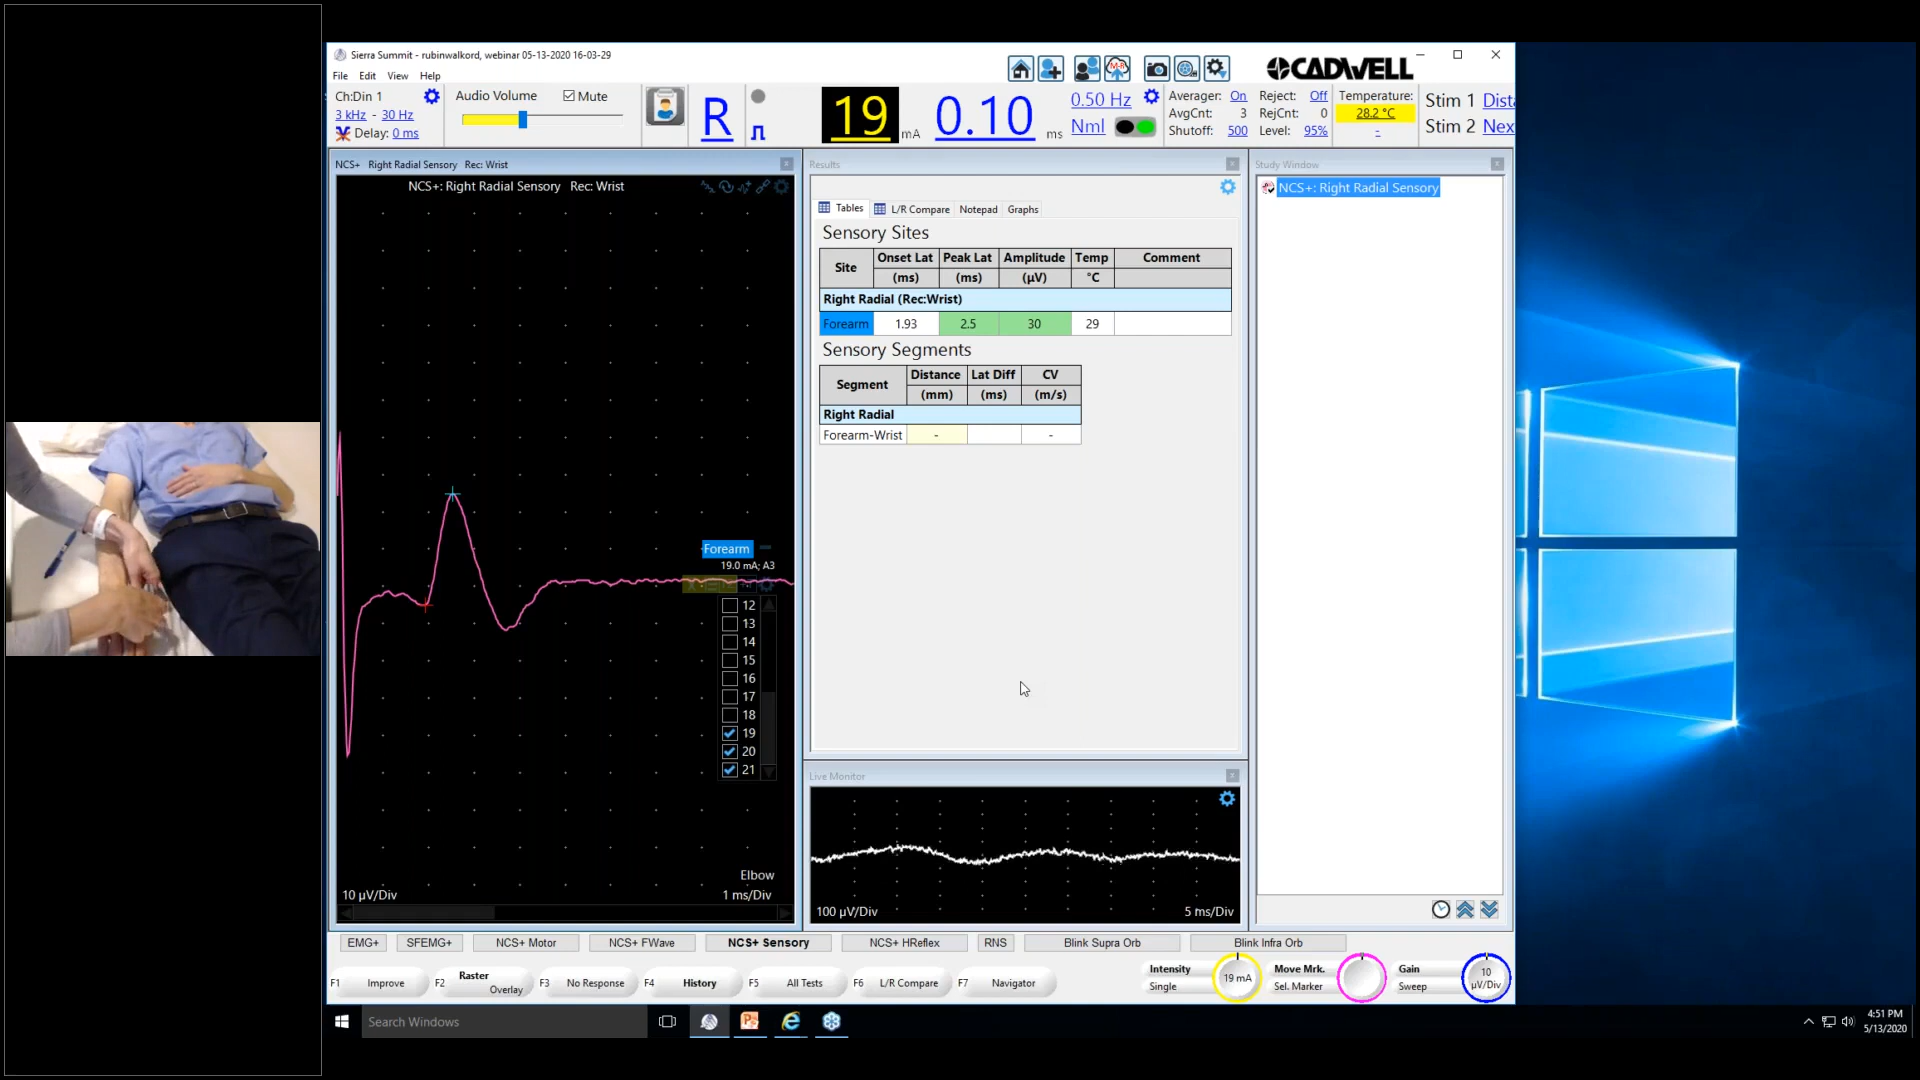 Sierra Summit - rubinwalkord, webinar 05-13-2020 16-03-29
CADWELL
File Edit View Help
Ch:Din 1
3 kHz - 30 Hz
Delay: 0 ms
Audio Volume Mute
R
19 mA
0.10 ms
0.50 Hz
Nml
Averager: On
AvgCnt: 3
Shutoff: 500
Reject: Off
RejCnt: 0
Level: 95%
Temperature:
28.2 °C
-
Stim 1 Dista
Stim 2 Nex
NCS+ Right Radial Sensory Rec: Wrist
NCS+: Right Radial Sensory Rec: Wrist
Forearm
19.0 mA; A3
12
13
14
15
16
17
18
19
20
21
Elbow
10 µV/Div 1 ms/Div
Results
Tables L/R Compare Notepad Graphs
Sensory Sites
Site Onset Lat Peak Lat Amplitude Temp Comment
(ms) (ms) (µV) °C
Right Radial (Rec:Wrist)
Forearm 1.93 2.5 30 29
Sensory Segments
Segment Distance Lat Diff CV
(mm) (ms) (m/s)
Right Radial
Forearm-Wrist - -
Live Monitor
100 µV/Div 5 ms/Div
Study Window
NCS+: Right Radial Sensory
EMG+ SFEMG+ NCS+ Motor NCS+ FWave NCS+ Sensory NCS+ HReflex RNS Blink Supra Orb Blink Infra Orb
F1 Improve F2 Raster Overlay F3 No Response F4 History F5 All Tests F6 L/R Compare F7 Navigator
Intensity
Single
19 mA
Move Mrk.
Sel. Marker
Gain
Sweep
10
µV/Div
Search Windows
4:51 PM
5/13/2020